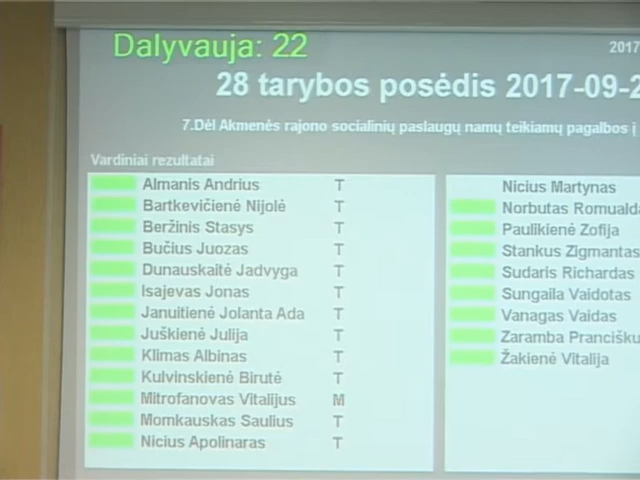 Dalyvauja: 22
2017
28 tarybos posėdis 2017-09-2
7.Dėl Akmenės rajono socialinių paslaugų namų teikiamų pagalbos į
Vardiniai rezultatai
Almanis Andrius T
Bartkevičienė Nijolė T
Beržinis Stasys T
Bučius Juozas T
Dunauskaitė Jadvyga T
Isajevas Jonas T
Januitienė Jolanta Ada T
Juškienė Julija T
Klimas Albinas T
Kulvinskienė Birutė T
Mitrofanovas Vitalijus M
Momkauskas Saulius T
Nicius Apolinaras T
Nicius Martynas
Norbutas Romualda
Paulikienė Zofija
Stankus Zigmantas
Sudaris Richardas
Sungaila Vaidotas
Vanagas Vaidas
Zaramba Prancišku
Žakienė Vitalija